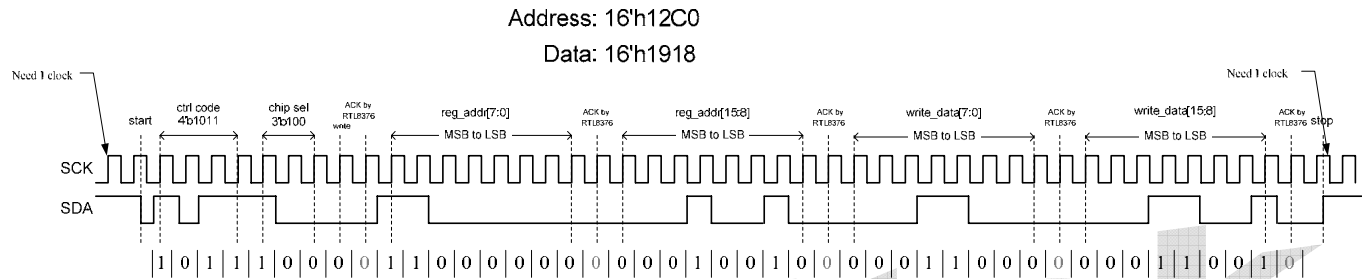 Address: 16'h12C0
Data: 16'h1918
Need 1 clock
Need 1 clock
start
ctrl code
4'b1011
chip sel
3'b100
write
ACK by
RTL8376
reg_addr[7:0]
MSB to LSB
ACK by
RTL8376
reg_addr[15:8]
MSB to LSB
ACK by
RTL8376
write_data[7:0]
MSB to LSB
ACK by
RTL8376
write_data[15:8]
MSB to LSB
ACK by
RTL8376
stop
SCK
SDA
1 0 1 1 1 0 0 0 0 1 1 0 0 0 0 0 0 0 0 0 0 1 0 0 1 0 0 0 0 0 1 1 0 0 0 0 0 0 0 1 1 0 0 1 0